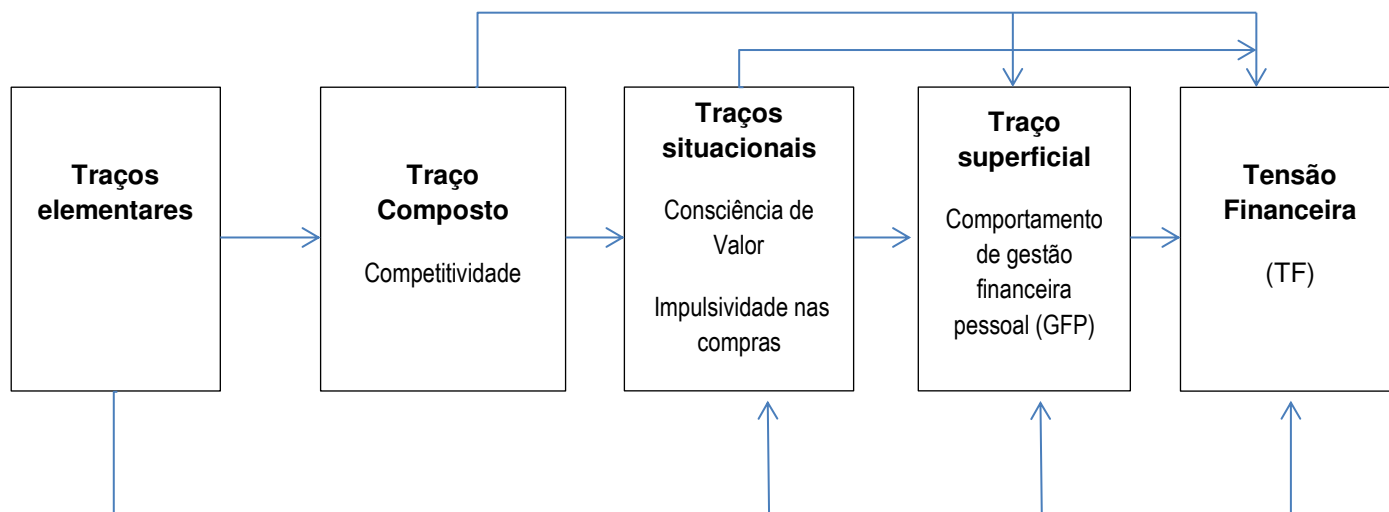 Traços
elementares
Traço
Composto
Competitividade
Traços
situacionais
Consciência de
Valor
Impulsividade nas
compras
Traço
superficial
Comportamento
de gestão
financeira
pessoal (GFP)
Tensão
Financeira
(TF)